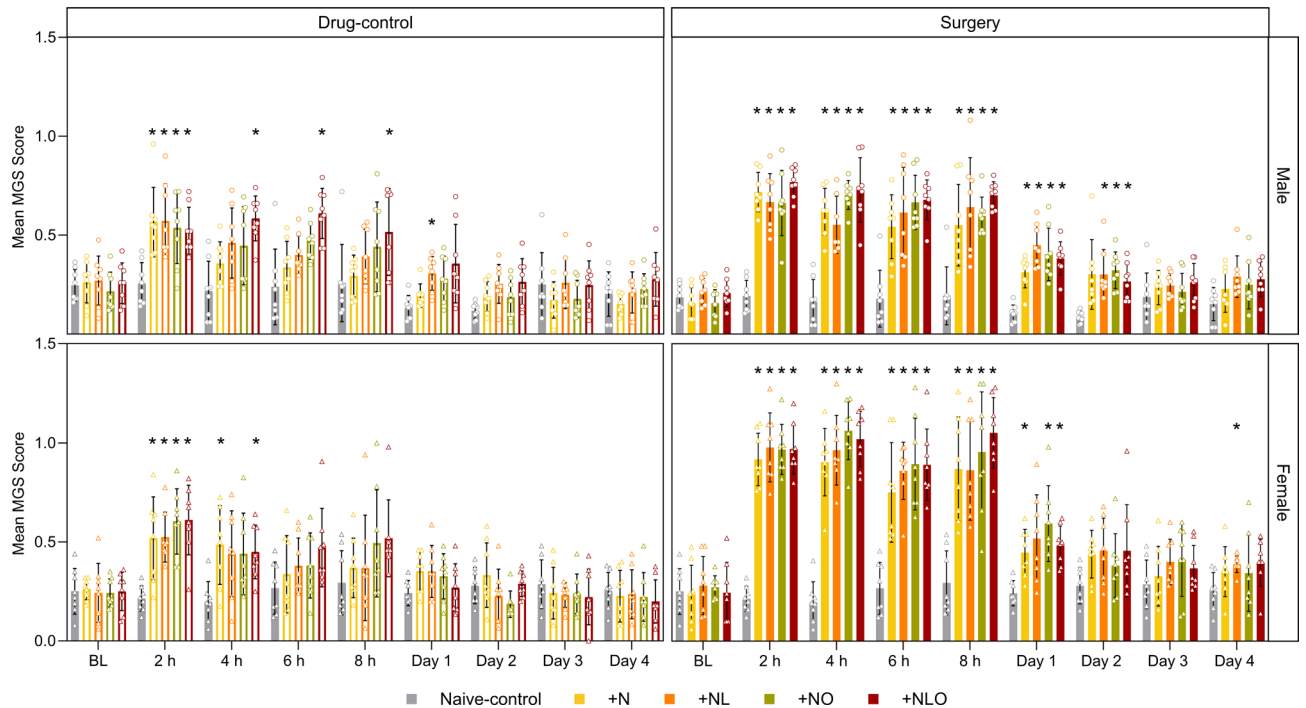 Drug-control Surgery
1.5
1.0
0.5
0.0
Mean MGS Score
Male
* * * * * * * *
* * * * * * * * * * * * * * * * * * * * * * *
1.5
1.0
0.5
0.0
Mean MGS Score
Female
* * * * * *
* * * * * * * * * * * * * * * * * * * *
BL 2 h 4 h 6 h 8 h Day 1 Day 2 Day 3 Day 4
BL 2 h 4 h 6 h 8 h Day 1 Day 2 Day 3 Day 4
Naive-control +N +NL +NO +NLO